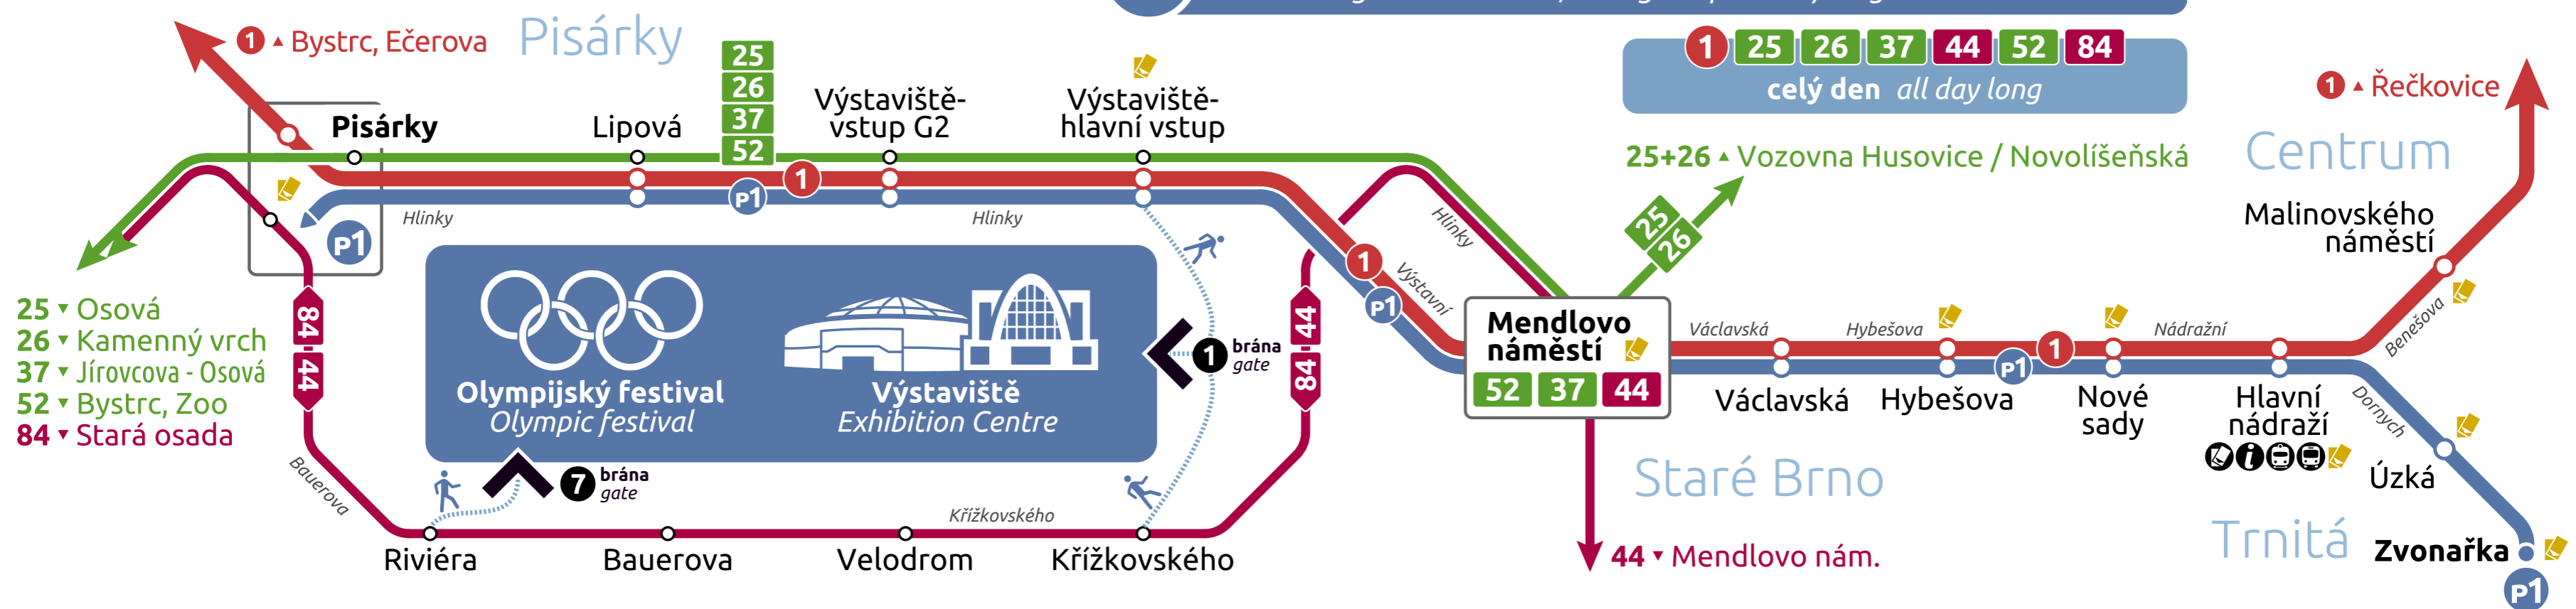 1 Bystrc, Ečerova
Pisárky
25
26
37
52
1 25 26 37 44 52 84
celý den all day long
1 Řečkovice
Centrum
Pisárky
Lipová
Výstaviště-
vstup G2
Výstaviště-
hlavní vstup
25+26 Vozovna Husovice / Novolíšeňská
25
26
1
P1
Hlinky
Hlinky
Hlinky
P1
Malinovského
náměstí
25 Osová
26 Kamenný vrch
37 Jírovcova - Osová
52 Bystrc, Zoo
84 Stará osada
84
44
Olympijský festival
Olympic festival
Výstaviště
Exhibition Centre
1 brána
gate
44
84
1
P1
Výstavní
Mendlovo
náměstí
52 37 44
Václavská
Hybešova
Nádražní
Benešova
P1
1
Václavská
Hybešova
Nové
sady
Hlavní
nádraží
Dornych
Úzká
Bauerova
7 brána
gate
Křížkovského
Staré Brno
Riviéra
Bauerova
Velodrom
Křížkovského
44 Mendlovo nám.
Trnitá
Zvonařka
P1